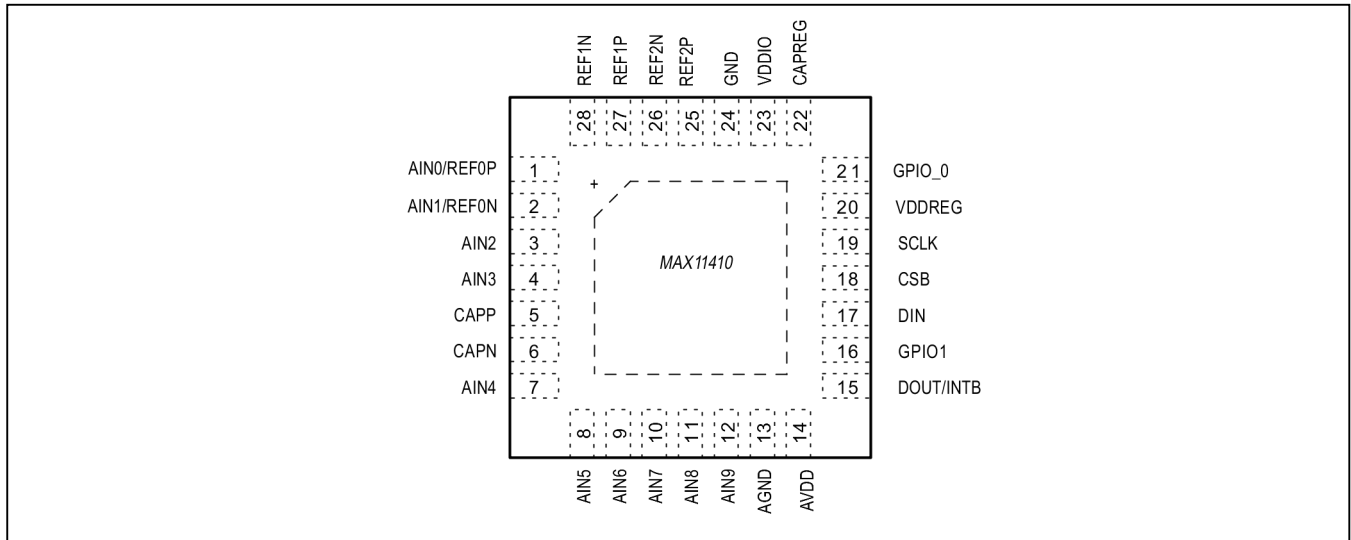 REF1N REF1P REF2N REF2P GND VDDIO CAPREG
28 27 26 25 24 23 22
AIN0/REF0P 1 21 GPIO_0
+
AIN1/REF0N 2 20 VDDREG
AIN2 3 19 SCLK
MAX11410
AIN3 4 18 CSB
CAPP 5 17 DIN
CAPN 6 16 GPIO1
AIN4 7 15 DOUT/INTB
8 9 10 11 12 13 14
AIN5 AIN6 AIN7 AIN8 AIN9 AGND AVDD